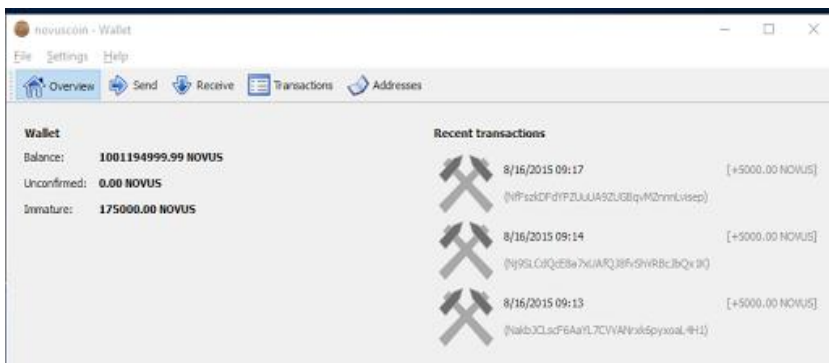 novuscoin - Wallet
File Settings Help
Overview Send Receive Transactions Addresses
Wallet
Balance: 1001194999.99 NOVUS
Unconfirmed: 0.00 NOVUS
Immature: 175000.00 NOVUS
Recent transactions
8/16/2015 09:17 [+5000.00 NOVUS]
8/16/2015 09:14 [+5000.00 NOVUS]
8/16/2015 09:13 [+5000.00 NOVUS]